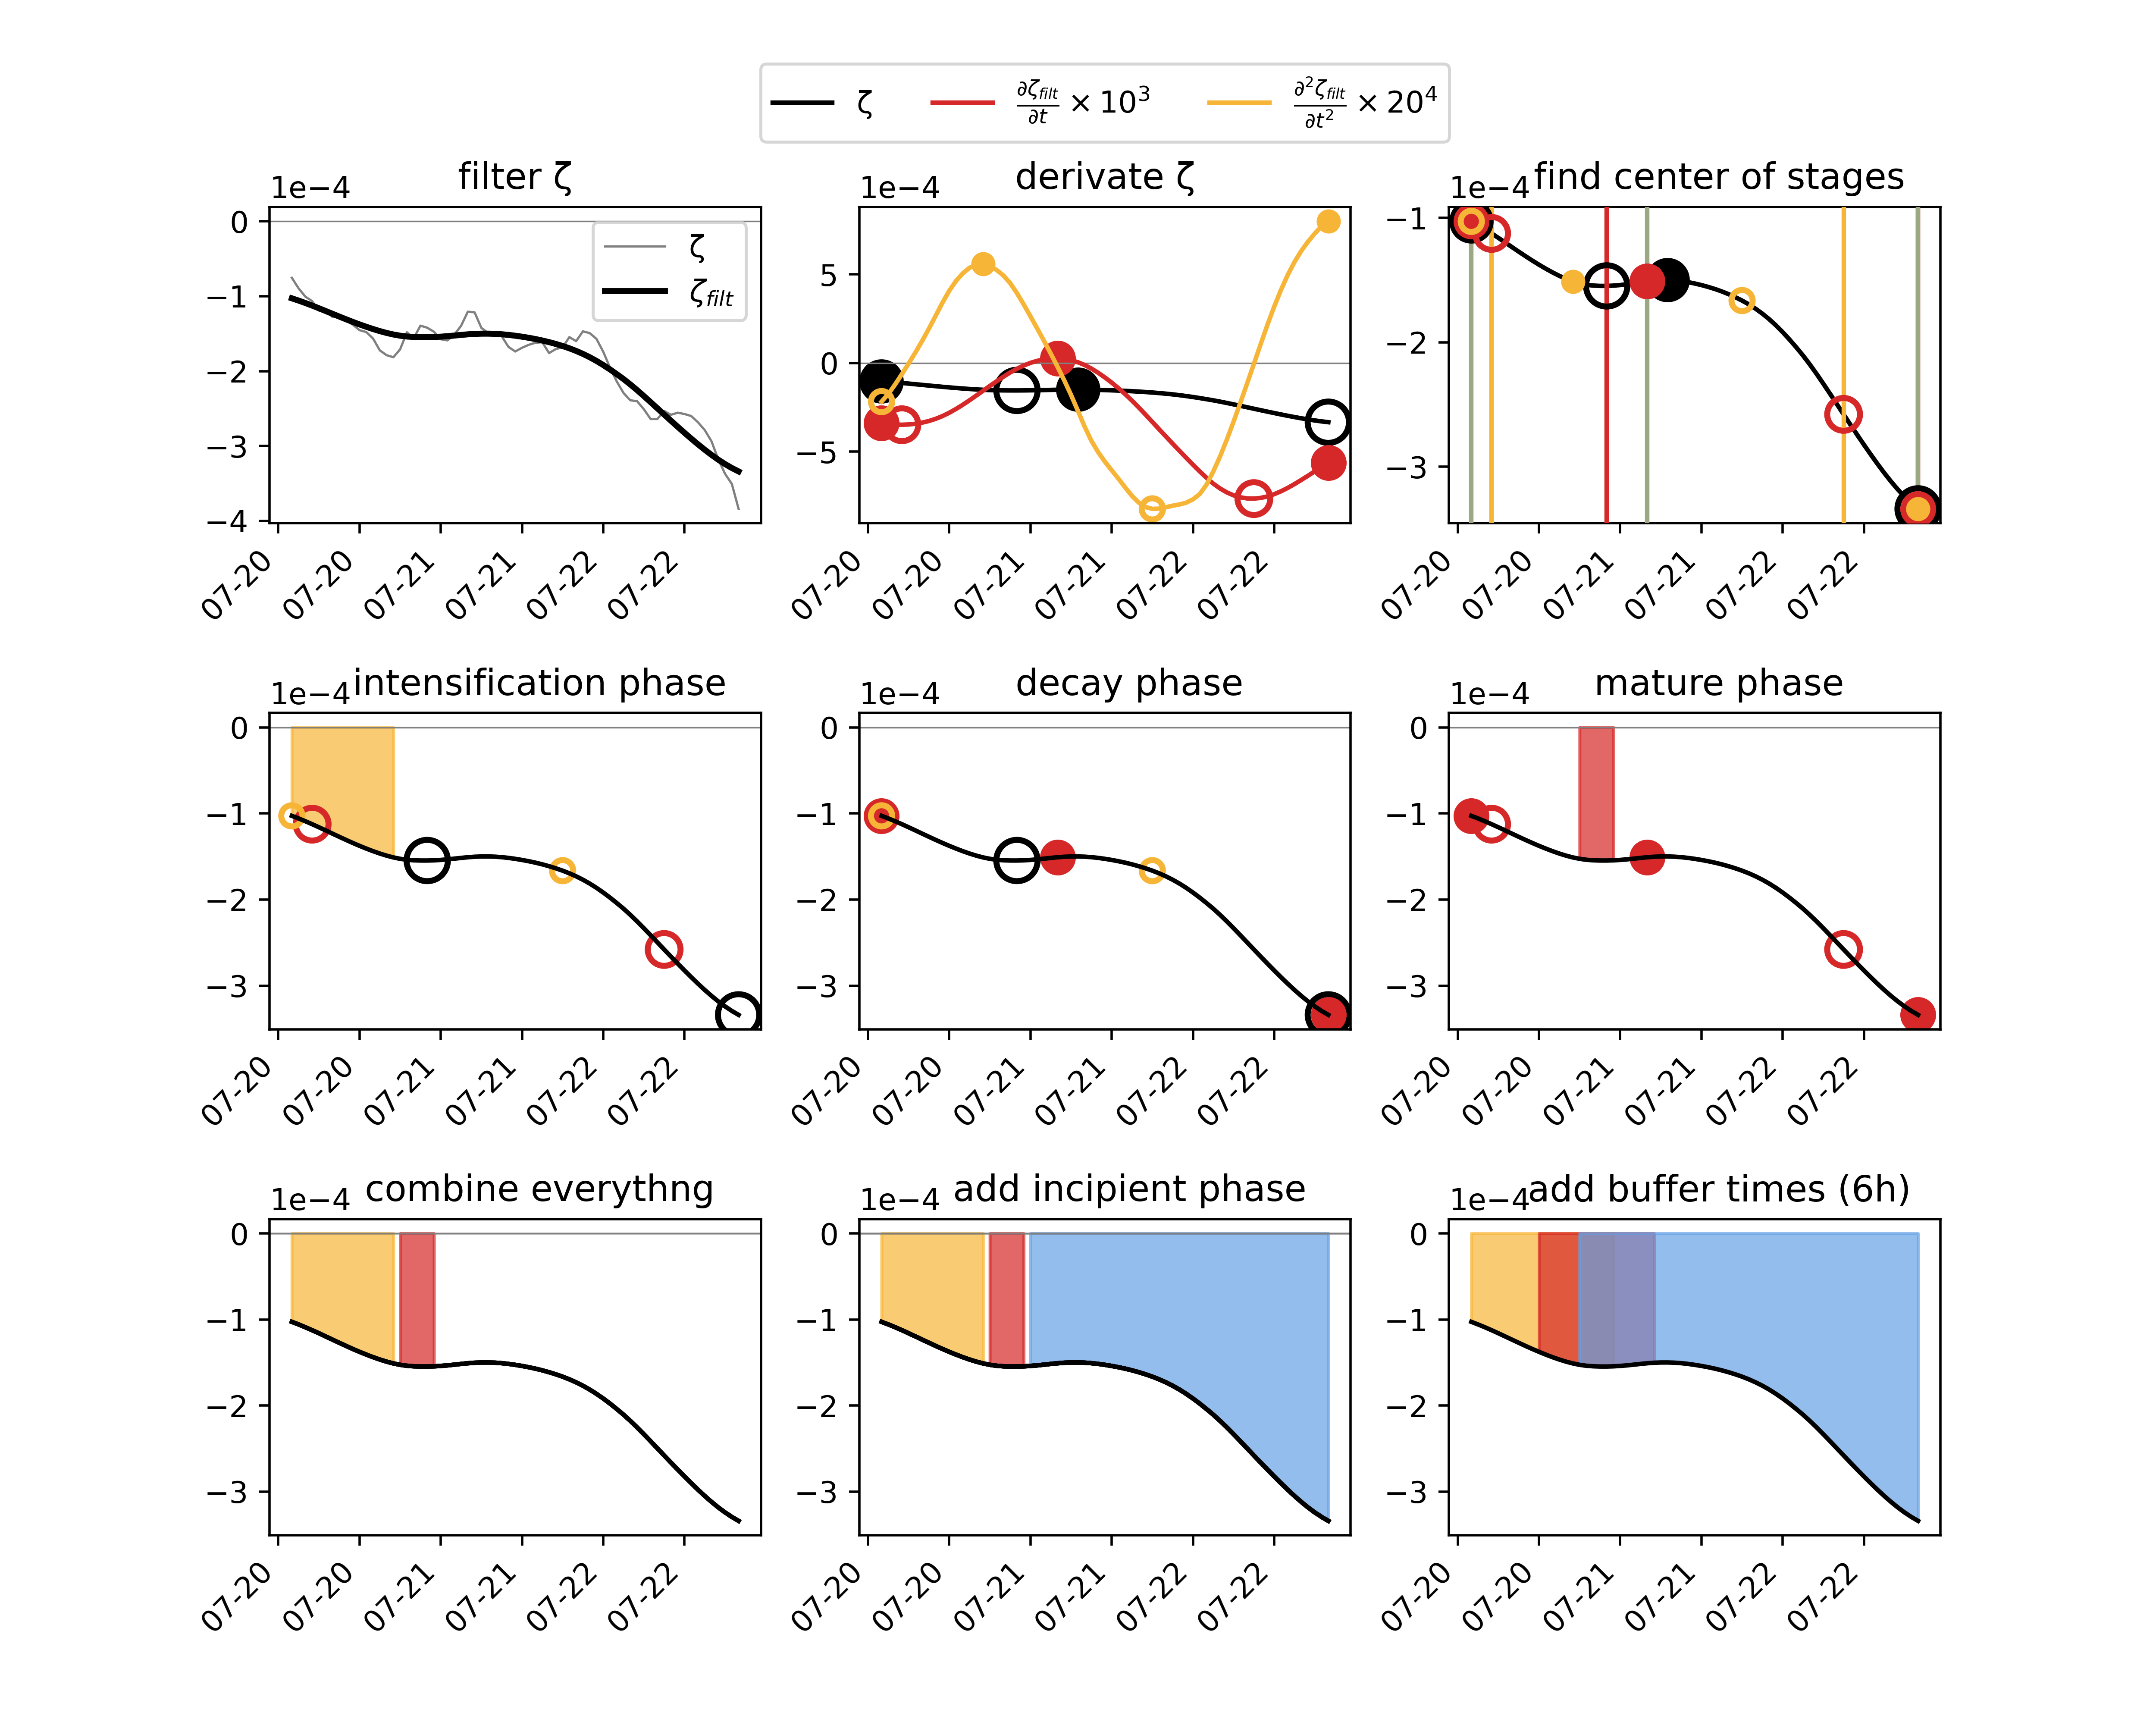 ζ ∂ζfilt/∂t × 10³ ∂²ζfilt/∂t² × 20⁴
filter ζ
1e−4
0
−1
−2
−3
−4
ζ
ζfilt
07-20 07-20 07-21 07-21 07-22 07-22
derivate ζ
1e−4
5
0
−5
07-20 07-20 07-21 07-21 07-22 07-22
find center of stages
1e−4
−1
−2
−3
07-20 07-20 07-21 07-21 07-22 07-22
intensification phase
1e−4
0
−1
−2
−3
07-20 07-20 07-21 07-21 07-22 07-22
decay phase
1e−4
0
−1
−2
−3
07-20 07-20 07-21 07-21 07-22 07-22
mature phase
1e−4
0
−1
−2
−3
07-20 07-20 07-21 07-21 07-22 07-22
combine everythng
1e−4
0
−1
−2
−3
07-20 07-20 07-21 07-21 07-22 07-22
add incipient phase
1e−4
0
−1
−2
−3
07-20 07-20 07-21 07-21 07-22 07-22
add buffer times (6h)
1e−4
0
−1
−2
−3
07-20 07-20 07-21 07-21 07-22 07-22